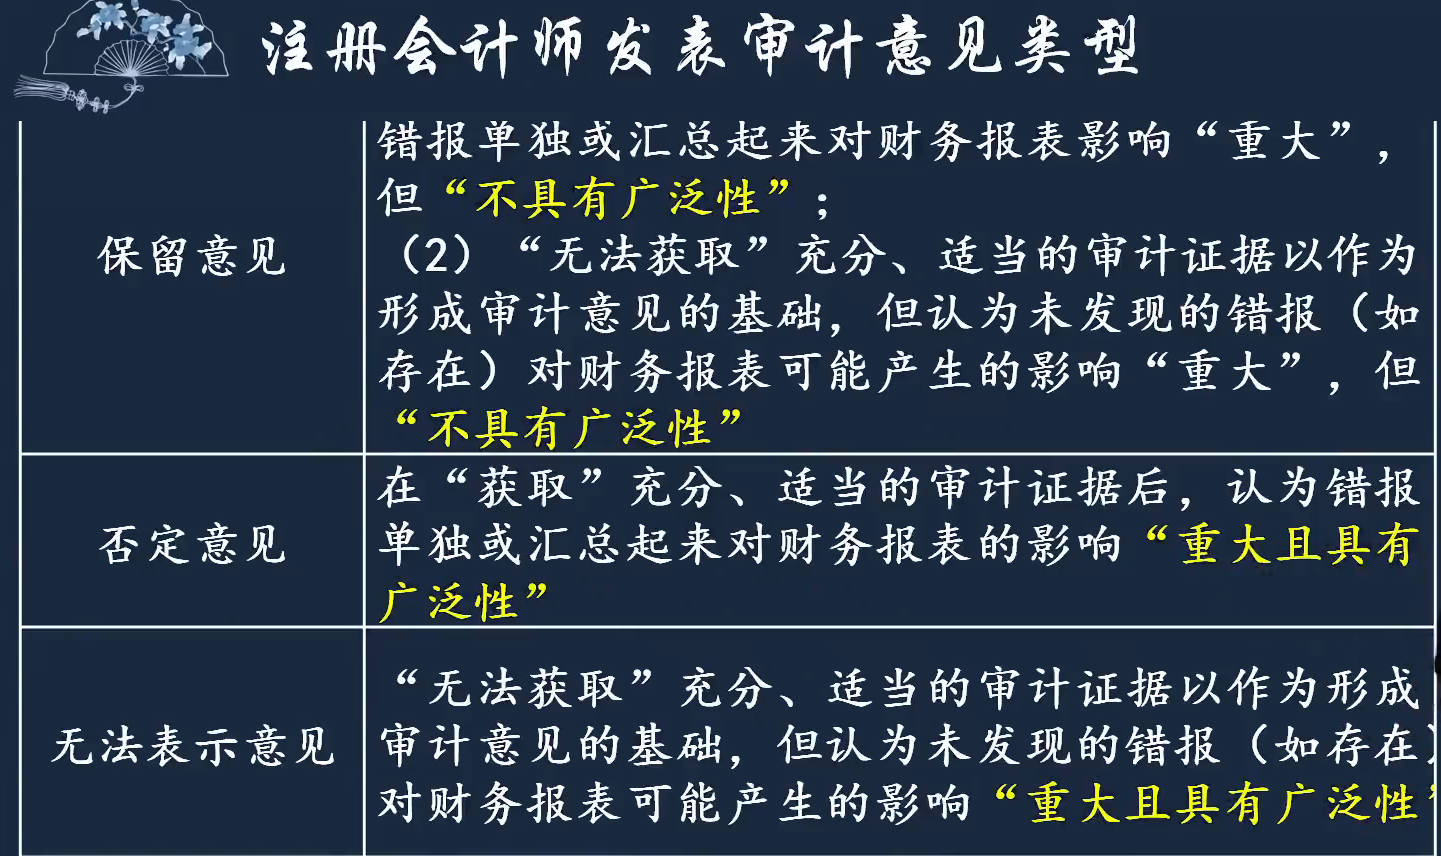 注册会计师发表审计意见类型
错报单独或汇总起来对财务报表影响“重大”，
但“不具有广泛性”；
保留意见
（2）“无法获取”充分、适当的审计证据以作为
形成审计意见的基础，但认为未发现的错报（如
存在）对财务报表可能产生的影响“重大”，但
“不具有广泛性”
在“获取”充分、适当的审计证据后，认为错报
否定意见
单独或汇总起来对财务报表的影响“重大且具有
广泛性”
“无法获取”充分、适当的审计证据以作为形成
无法表示意见
审计意见的基础，但认为未发现的错报（如存在）
对财务报表可能产生的影响“重大且具有广泛性”